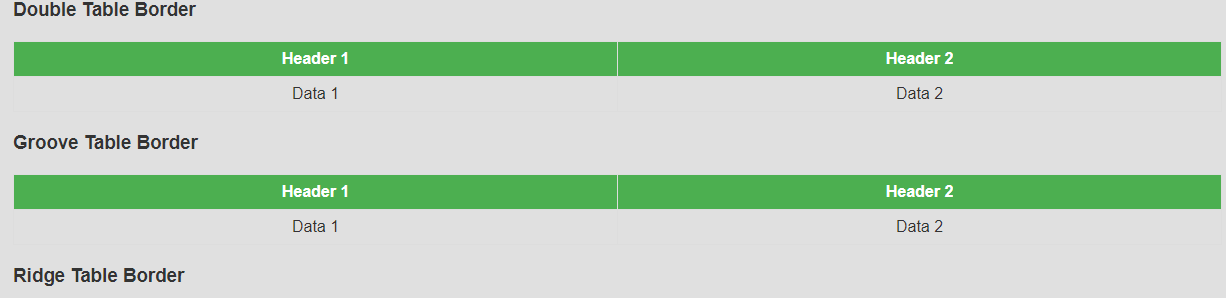 Double Table Border
Header 1 Header 2
Data 1 Data 2
Groove Table Border
Header 1 Header 2
Data 1 Data 2
Ridge Table Border